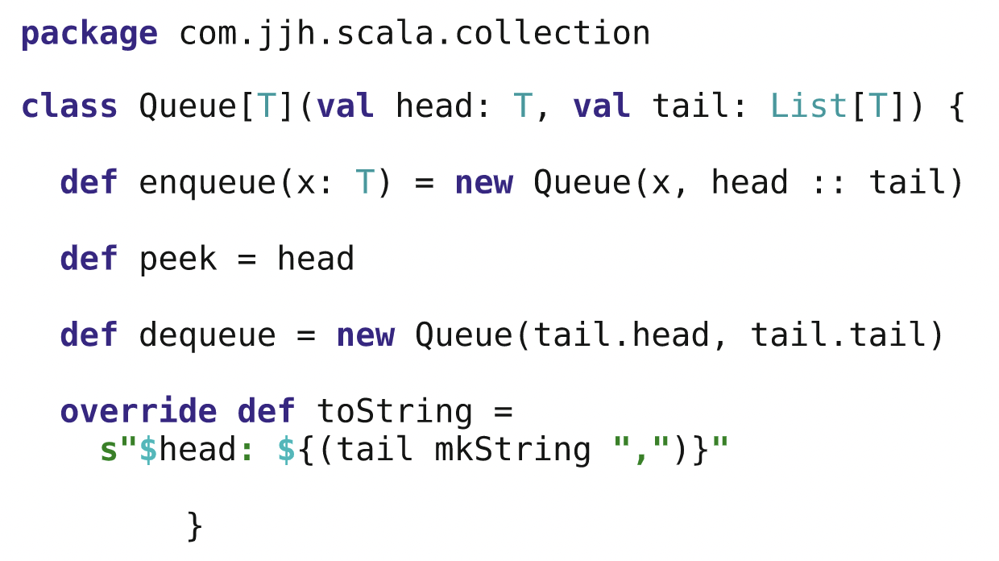 package com.jjh.scala.collection
class Queue[T](val head: T, val tail: List[T]) {
def enqueue(x: T) = new Queue(x, head :: tail)
def peek = head
def dequeue = new Queue(tail.head, tail.tail)
override def toString =
s"$head: ${(tail mkString ",")}"
}